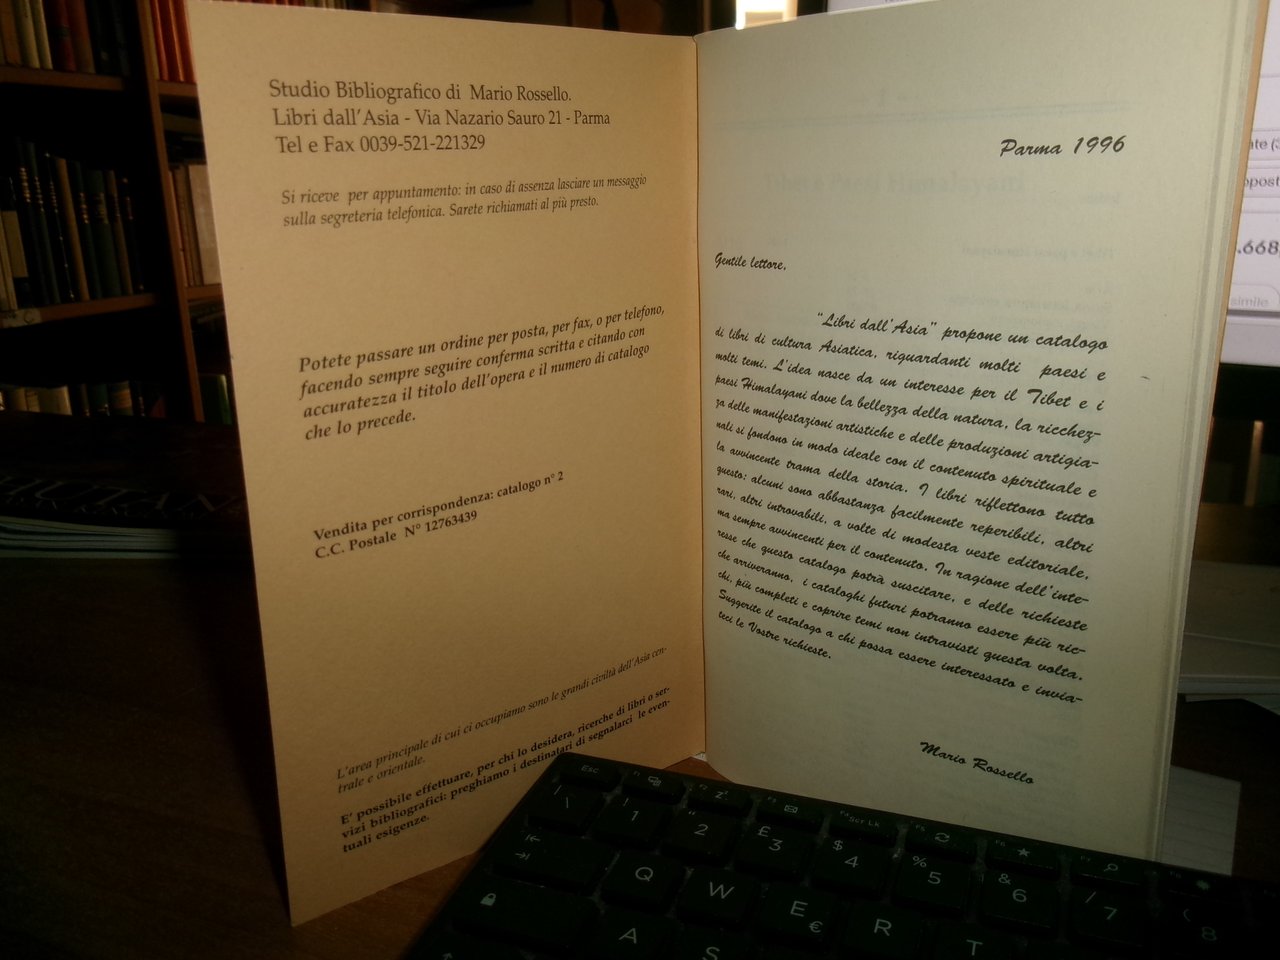 Studio Bibliografico di Mario Rossello.
Libri dall'Asia - Via Nazario Sauro 21 - Parma
Tel e Fax 0039-521-221329
Si riceve per appuntamento: in caso di assenza lasciare un messaggio
sulla segreteria telefonica. Sarete richiamati al più presto.
Potete passare un ordine per posta, per fax, o per telefono,
facendo sempre seguire conferma scritta e citando con
accuratezza il titolo dell'opera e il numero di catalogo
che lo precede.
Vendita per corrispondenza: catalogo n° 2
C.C. Postale N° 12763439
L'area principale di cui ci occupiamo sono le grandi civiltà dell'Asia cen-
trale e orientale.
E' possibile effettuare, per chi lo desidera, ricerche di libri o ser-
vizi bibliografici: preghiamo i destinatari di segnalarci le even-
tuali esigenze.
Parma 1996
Gentile lettore,
"Libri dall'Asia" propone un catalogo
di libri di cultura Asiatica, riguardanti molti paesi e
molti temi. L'idea nasce da un interesse per il Tibet e i
paesi Himalayani dove la bellezza della natura, la ricchez-
za delle manifestazioni artistiche e delle produzioni artigia-
nali si fondono in modo ideale con il contenuto spirituale e
la avvincente trama della storia. I libri riflettono tutto
questo: alcuni sono abbastanza facilmente reperibili, altri
rari, altri introvabili, a volte di modesta veste editoriale,
ma sempre avvincenti per il contenuto. In ragione dell'inte-
resse che questo catalogo potrà suscitare, e delle richieste
che arriveranno, i cataloghi futuri potranno essere più ric-
chi, più completi e coprire temi non intravisti questa volta.
Suggerite il catalogo a chi possa essere interessato e invia-
teci le Vostre richieste.
Mario Rossello
.668
simile
Esc
\ 1 2 £ 3 $ 4 % 5 & 6 / 7 8
Q W E € R T
A S